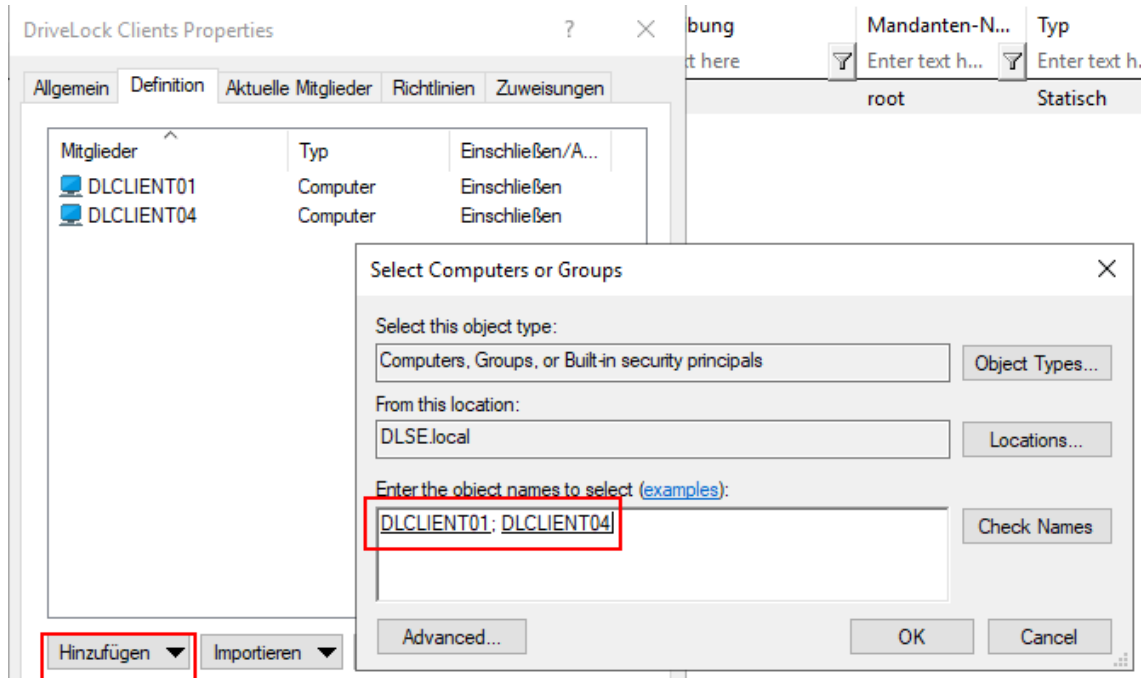 DriveLock Clients Properties ?
bung Mandanten-N... Typ
t here Enter text h... Enter text h.
root Statisch
Allgemein Definition Aktuelle Mitglieder Richtlinien Zuweisungen
Mitglieder Typ Einschließen/A...
DLCLIENT01 Computer Einschließen
DLCLIENT04 Computer Einschließen
Select Computers or Groups
Select this object type:
Computers, Groups, or Built-in security principals Object Types...
From this location:
DLSE.local Locations...
Enter the object names to select (examples):
DLCLIENT01; DLCLIENT04 Check Names
Advanced... OK Cancel
Hinzufügen Importieren